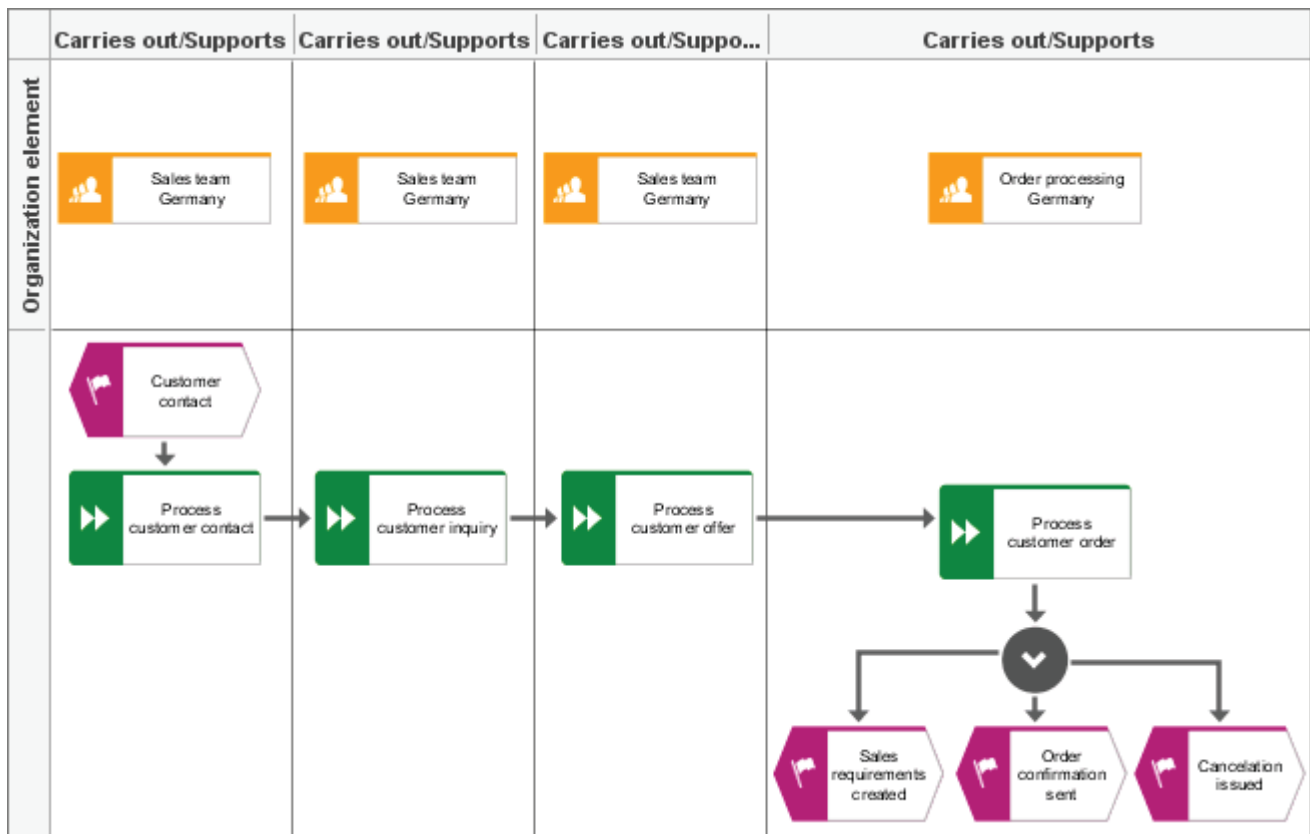 Carries out/Supports
Carries out/Supports
Carries out/Suppo...
Carries out/Supports
Organization element
Sales team
Germany
Sales team
Germany
Sales team
Germany
Order processing
Germany
Customer
contact
Process
customer contact
Process
customer inquiry
Process
customer offer
Process
customer order
Sales
requirements
created
Order
confirmation
sent
Cancelation
issued